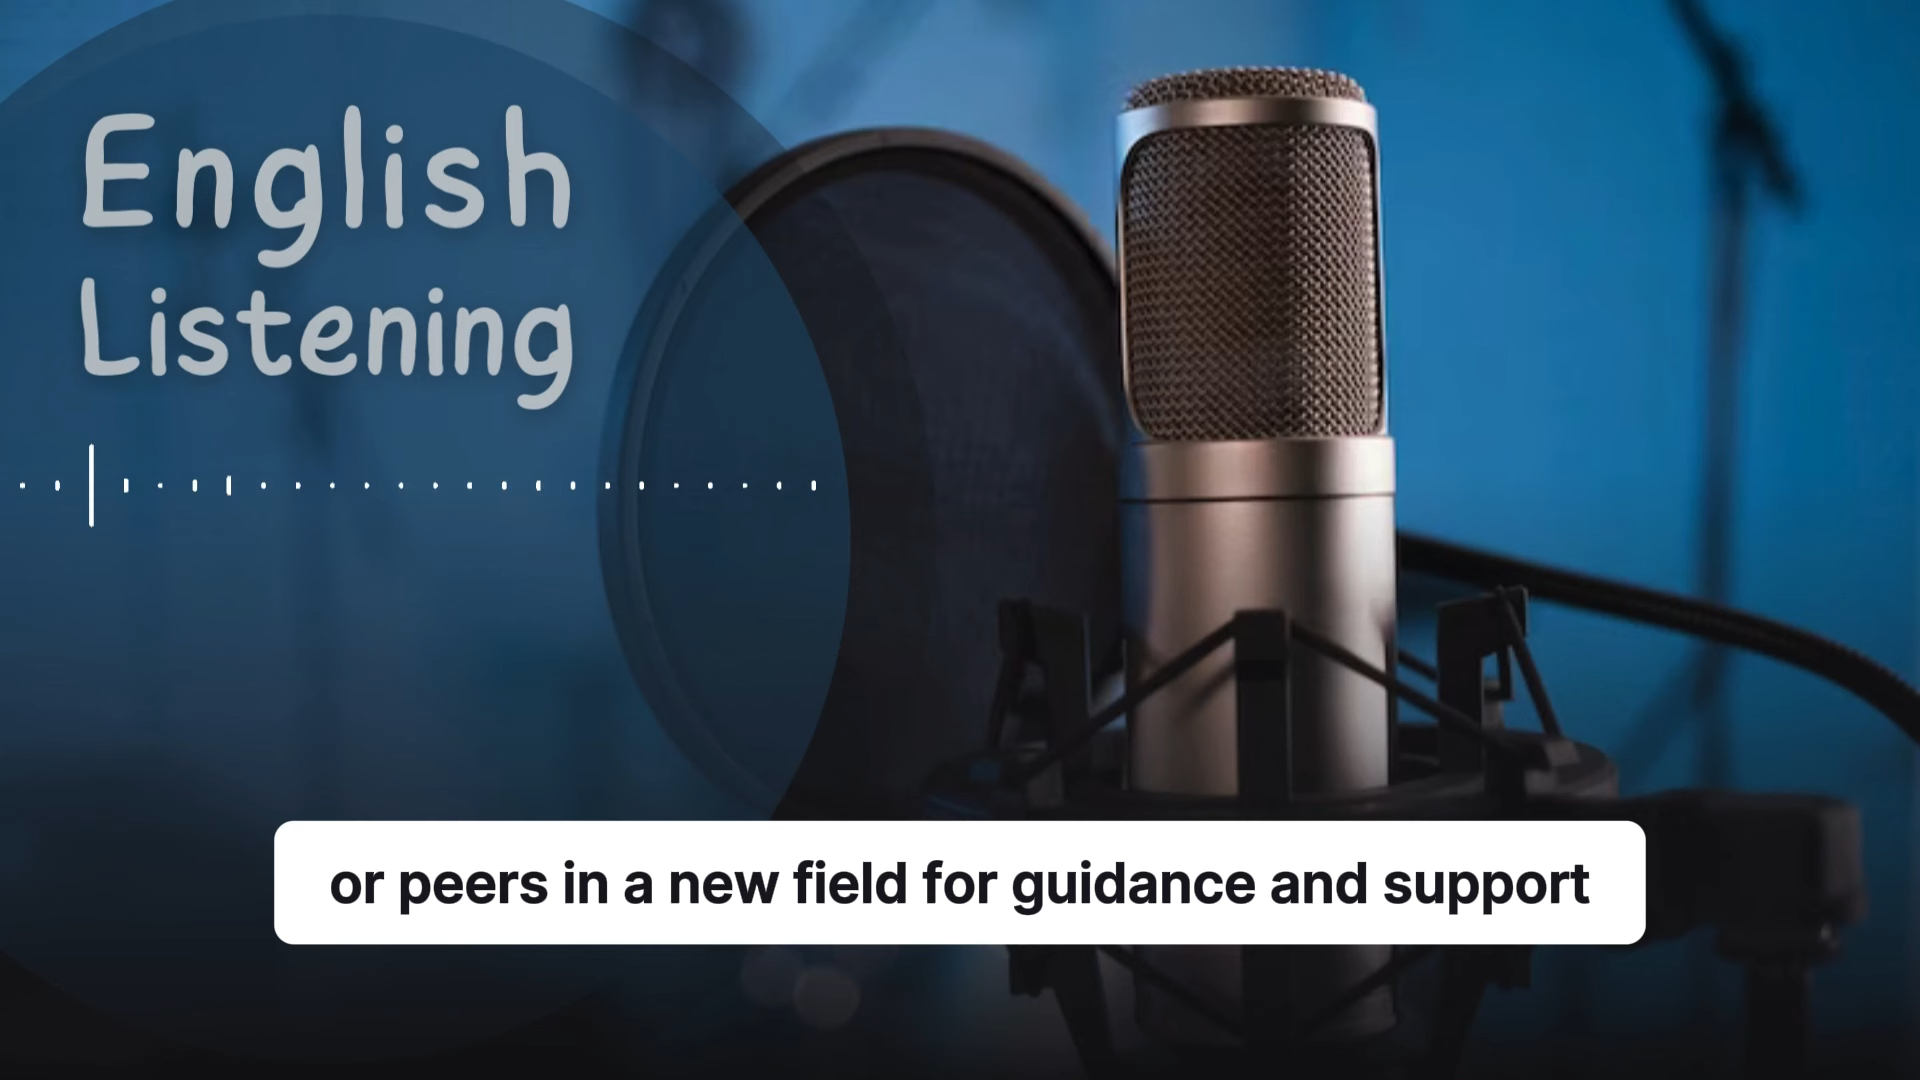 English
Listening
or peers in a new field for guidance and support